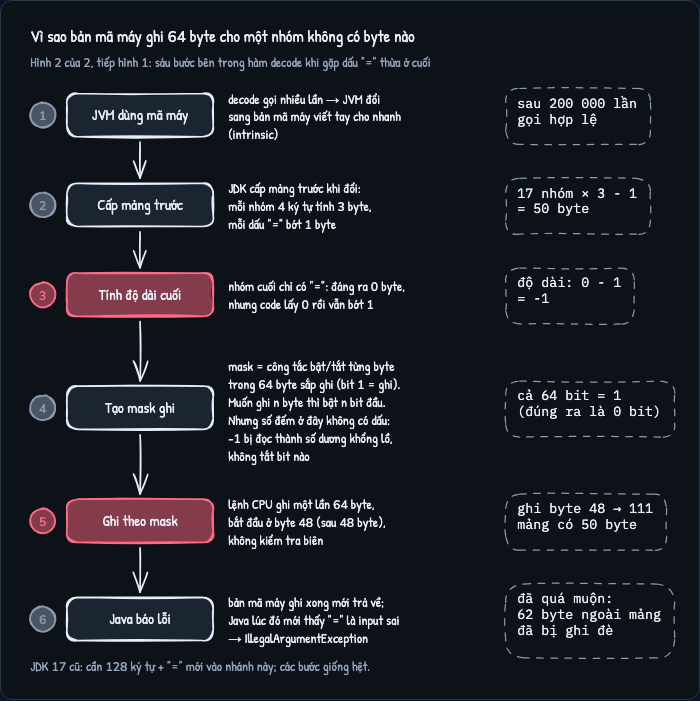 Vì sao bản mã máy ghi 64 byte cho một nhóm không có byte nào
Hình 2 của 2, tiếp hình 1: sáu bước bên trong hàm decode khi gặp dấu "=" thừa ở cuối
1
JVM dùng mã máy
decode gọi nhiều lần → JVM đổi
sang bản mã máy viết tay cho nhanh
(intrinsic)
sau 200 000 lần
gọi hợp lệ
2
Cấp mảng trước
JDK cấp mảng trước khi đổi:
mỗi nhóm 4 ký tự tính 3 byte,
mỗi dấu "=" bớt 1 byte
17 nhóm × 3 - 1
= 50 byte
3
Tính độ dài cuối
nhóm cuối chỉ có "=": đáng ra 0 byte,
nhưng code lấy 0 rồi vẫn bớt 1
độ dài: 0 - 1
= -1
4
Tạo mask ghi
mask = công tắc bật/tắt từng byte
trong 64 byte sắp ghi (bit 1 = ghi).
Muốn ghi n byte thì bật n bit đầu.
Nhưng số đếm ở đây không có dấu:
-1 bị đọc thành số dương khổng lồ,
không tắt bit nào
cả 64 bit = 1
(đúng ra là 0 bit)
5
Ghi theo mask
lệnh CPU ghi một lần 64 byte,
bắt đầu ở byte 48 (sau 48 byte),
không kiểm tra biên
ghi byte 48 → 111
mảng có 50 byte
6
Java báo lỗi
bản mã máy ghi xong mới trả về;
Java lúc đó mới thấy "=" là input sai
→ IllegalArgumentException
đã quá muộn:
62 byte ngoài mảng
đã bị ghi đè
JDK 17 cũ: cần 128 ký tự + "=" mới vào nhánh này; các bước giống hệt.